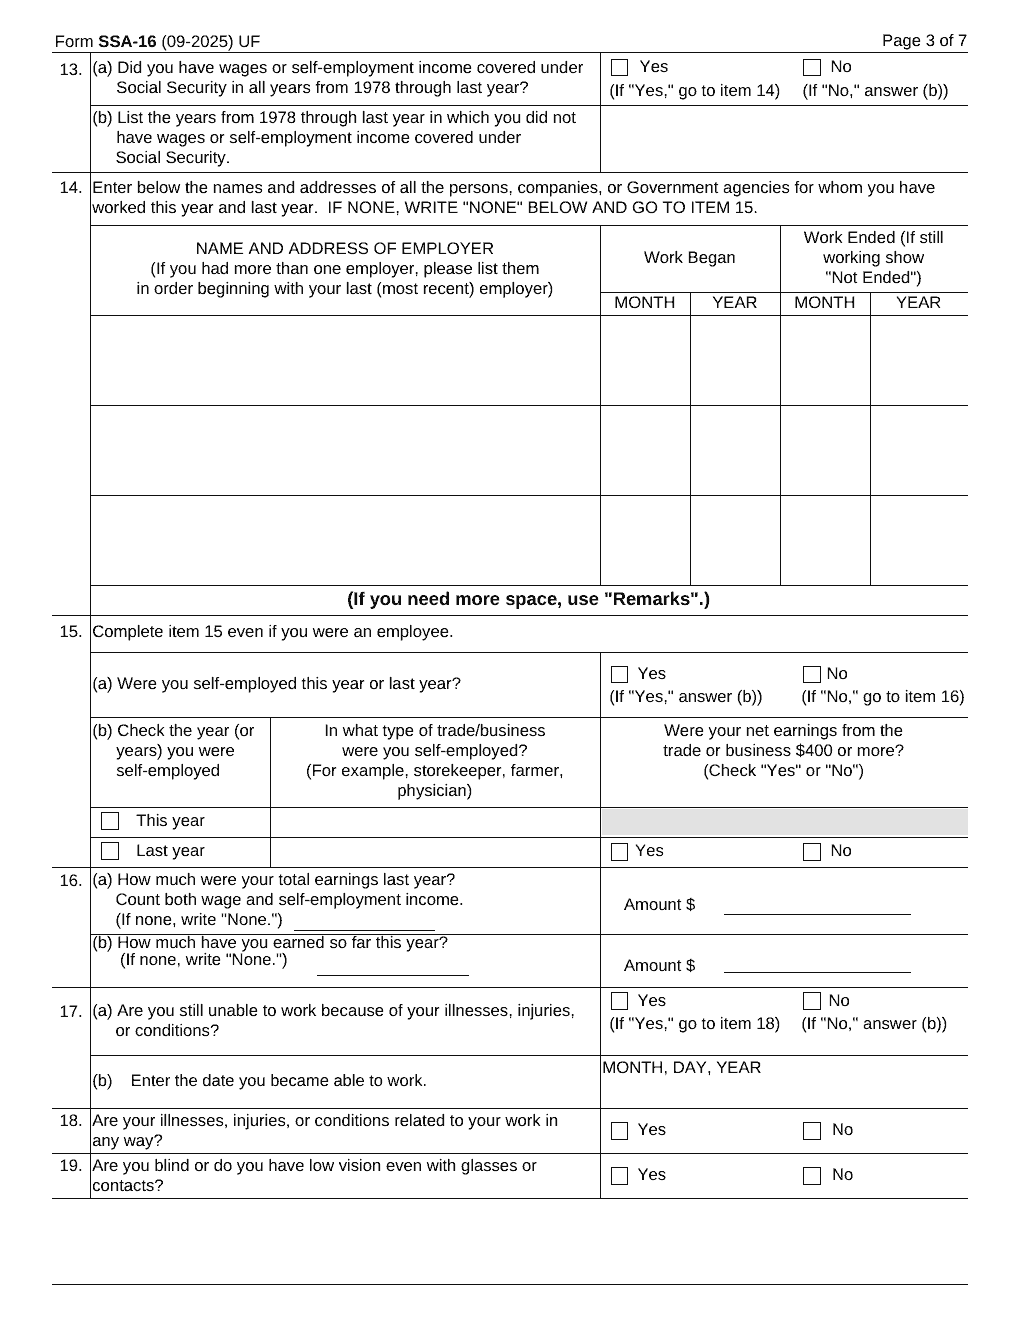 Form SSA-16 (09-2025) UF
Page 3 of 7
13. (a) Did you have wages or self-employment income covered under
Social Security in all years from 1978 through last year?
Yes No
(If "Yes," go to item 14) (If "No," answer (b))
(b) List the years from 1978 through last year in which you did not
have wages or self-employment income covered under
Social Security.
14. Enter below the names and addresses of all the persons, companies, or Government agencies for whom you have
worked this year and last year. IF NONE, WRITE "NONE" BELOW AND GO TO ITEM 15.
NAME AND ADDRESS OF EMPLOYER
(If you had more than one employer, please list them
in order beginning with your last (most recent) employer)
Work Began
Work Ended (If still
working show
"Not Ended")
MONTH YEAR MONTH YEAR
(If you need more space, use "Remarks".)
15. Complete item 15 even if you were an employee.
(a) Were you self-employed this year or last year?
Yes No
(If "Yes," answer (b)) (If "No," go to item 16)
(b) Check the year (or
years) you were
self-employed
In what type of trade/business
were you self-employed?
(For example, storekeeper, farmer,
physician)
Were your net earnings from the
trade or business $400 or more?
(Check "Yes" or "No")
This year
Last year
Yes No
16. (a) How much were your total earnings last year?
Count both wage and self-employment income.
(If none, write "None.")
Amount $
(b) How much have you earned so far this year?
(If none, write "None.")
Amount $
17. (a) Are you still unable to work because of your illnesses, injuries,
or conditions?
Yes No
(If "Yes," go to item 18) (If "No," answer (b))
(b) Enter the date you became able to work.
MONTH, DAY, YEAR
18. Are your illnesses, injuries, or conditions related to your work in
any way?
Yes No
19. Are you blind or do you have low vision even with glasses or
contacts?
Yes No